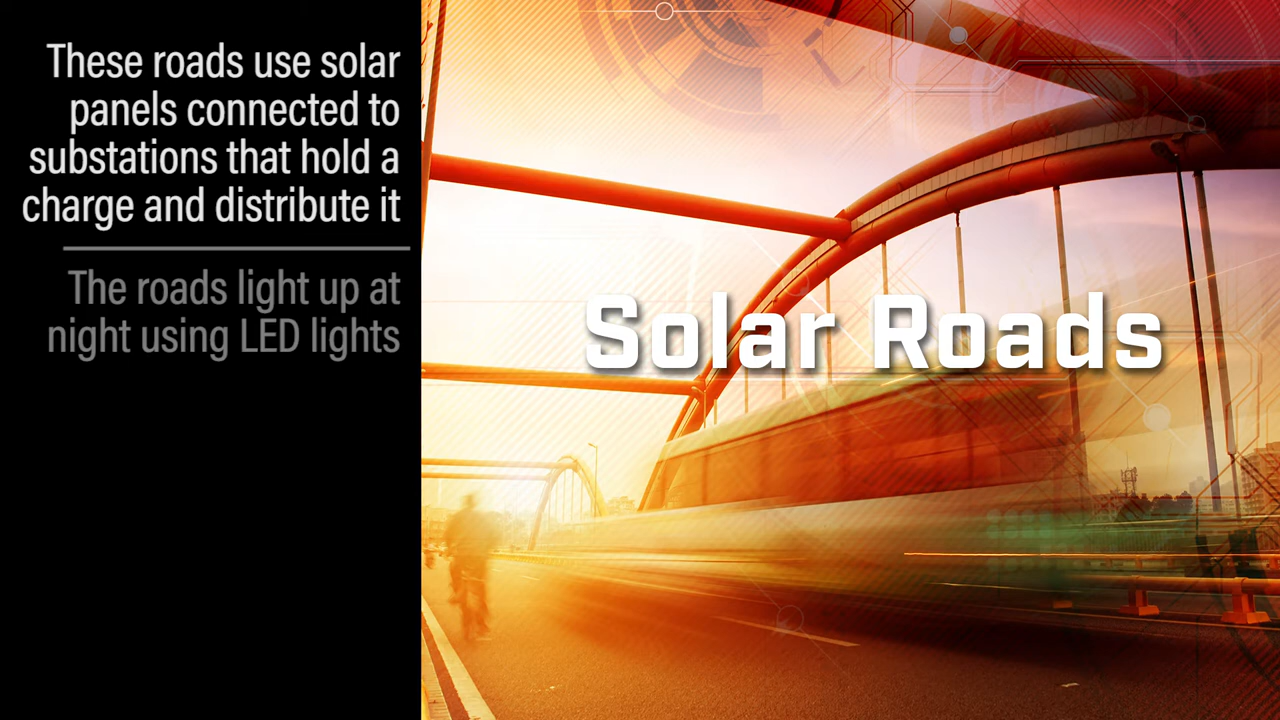 These roads use solar
panels connected to
substations that hold a
charge and distribute it
The roads light up at
night using LED lights
Solar Roads